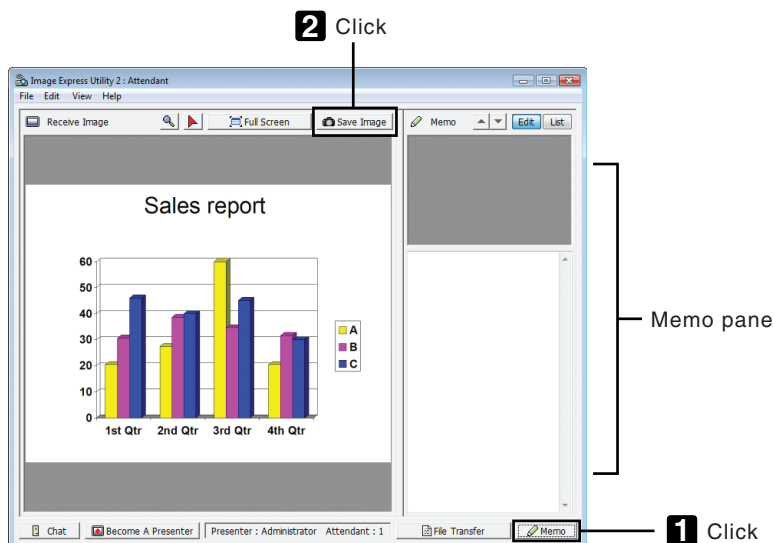 2 Click
Image Express Utility 2 : Attendant
File Edit View Help
Receive Image Full Screen Save Image Memo Edit List
Sales report
60
50
40
30
20
10
0
A
B
C
1st Qtr 2nd Qtr 3rd Qtr 4th Qtr
Memo pane
Chat Become A Presenter Presenter : Administrator Attendant : 1 File Transfer Memo
1 Click